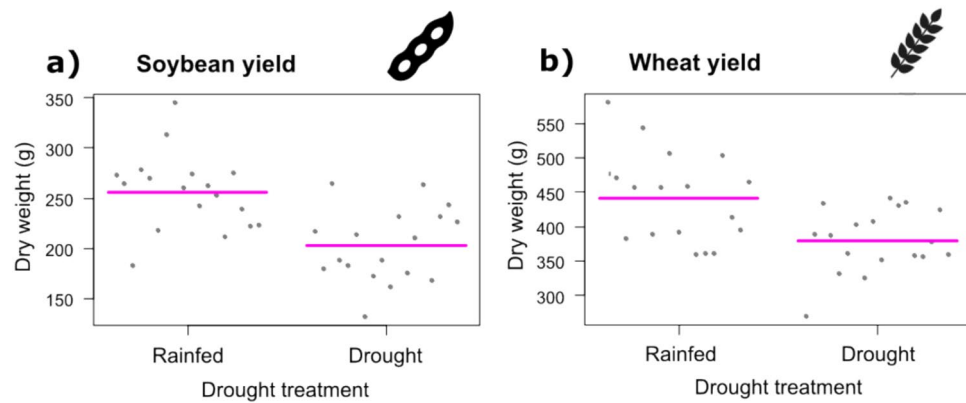 a) Soybean yield
Dry weight (g)
350
300
250
200
150
Rainfed Drought
Drought treatment
b) Wheat yield
Dry weight (g)
550
500
450
400
350
300
Rainfed Drought
Drought treatment